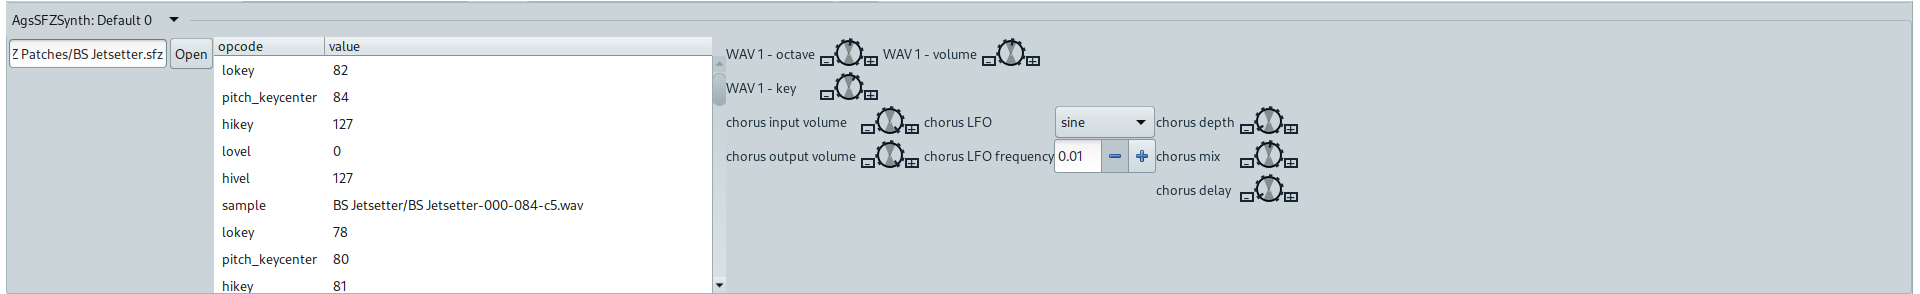 AgsSFZSynth: Default 0
Z Patches/BS Jetsetter.sfz
Open
opcode value
lokey 82
pitch_keycenter 84
hikey 127
lovel 0
hivel 127
sample BS Jetsetter/BS Jetsetter-000-084-c5.wav
lokey 78
pitch_keycenter 80
hikey 81
WAV 1 - octave WAV 1 - volume
WAV 1 - key
chorus input volume chorus LFO sine chorus depth
chorus output volume chorus LFO frequency 0.01 chorus mix
chorus delay